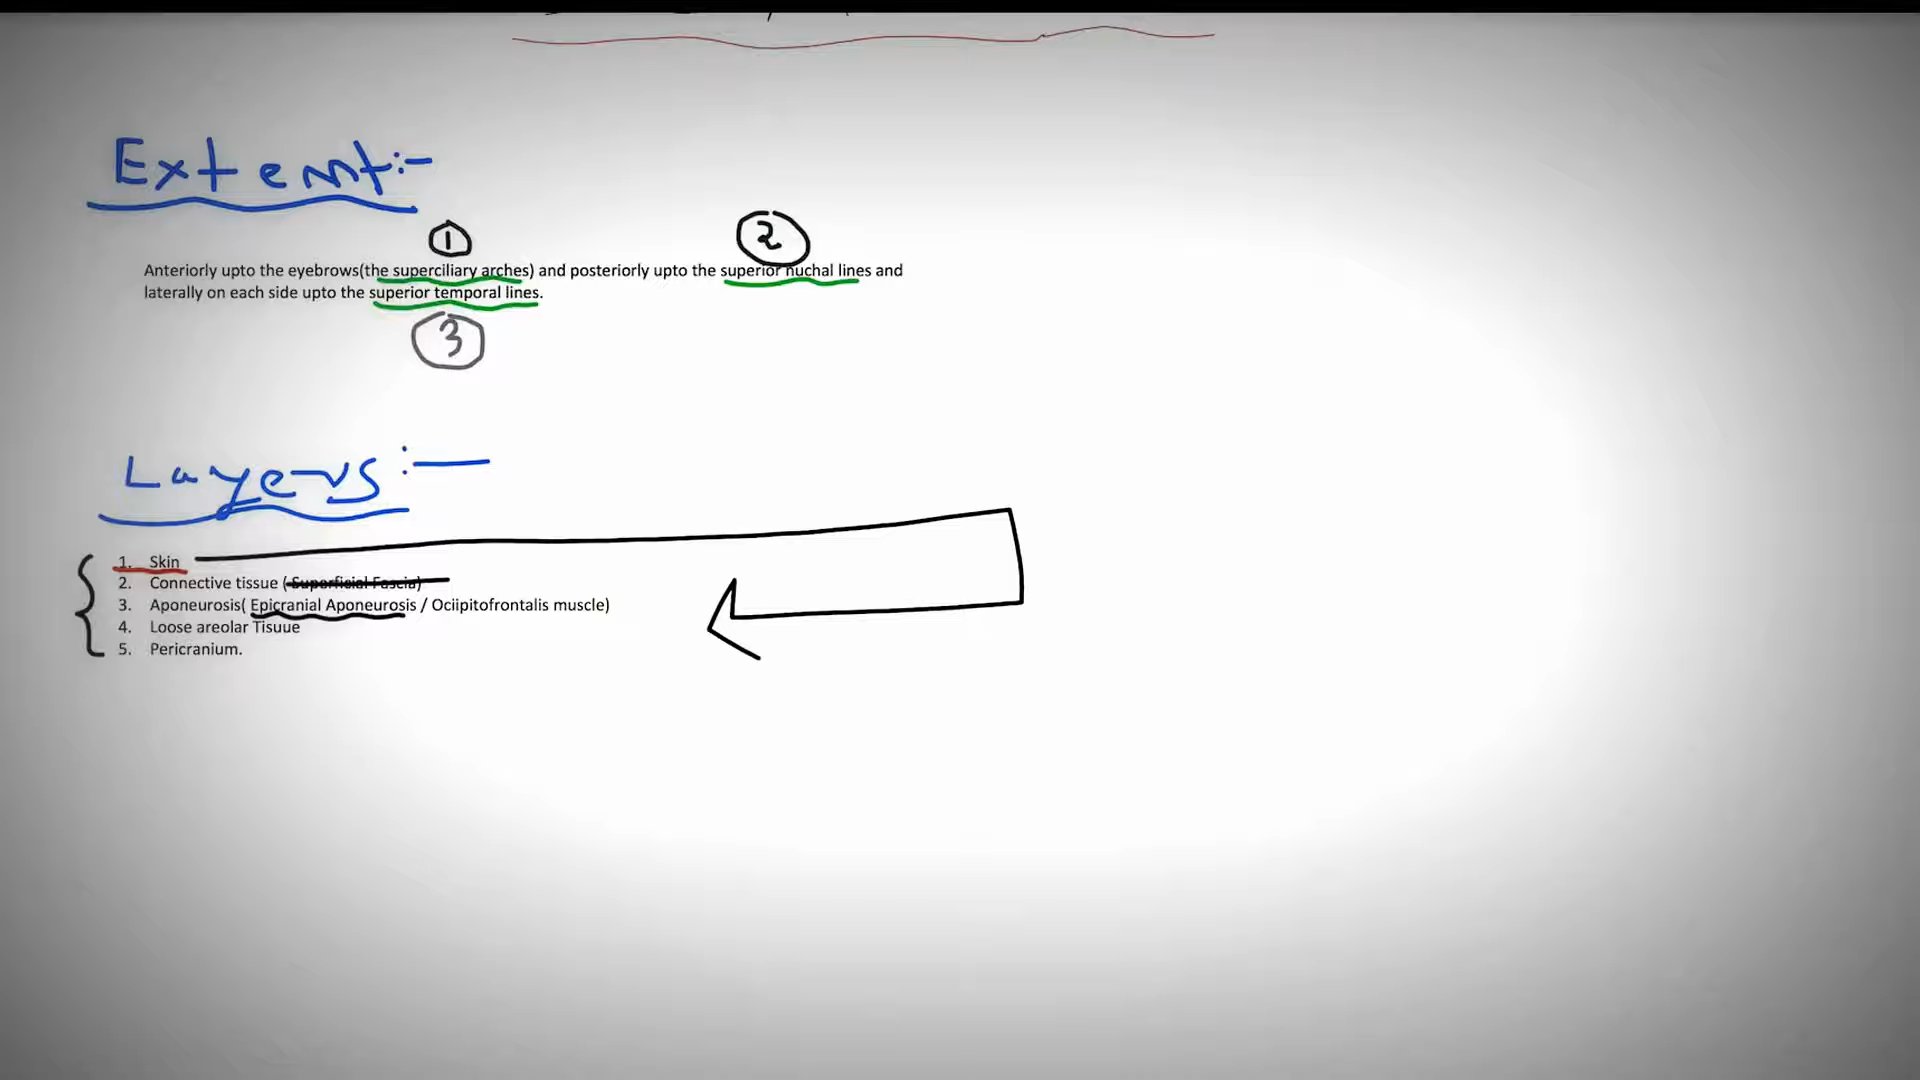 Extent:-
1
2
Anteriorly upto the eyebrows(the superciliary arches) and posteriorly upto the superior nuchal lines and
laterally on each side upto the superior temporal lines.
3
Layers:-
1. Skin
2. Connective tissue ( Superficial Fascia)
3. Aponeurosis( Epicranial Aponeurosis / Ociipitofrontalis muscle)
4. Loose areolar Tisuue
5. Pericranium.